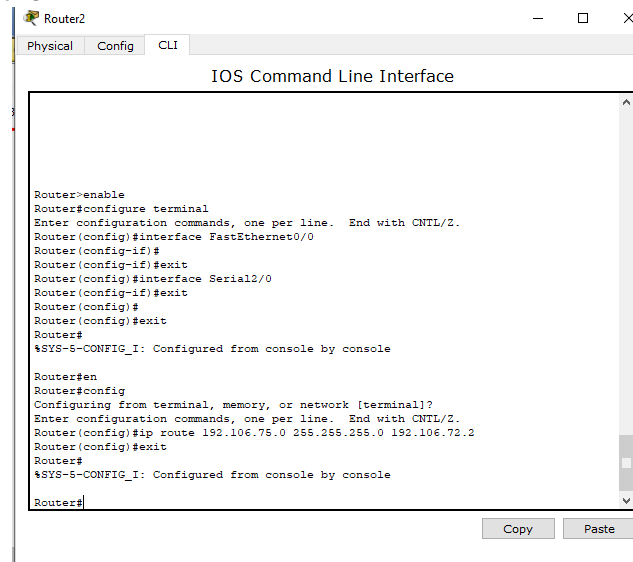 Router2
Physical Config CLI
IOS Command Line Interface
Router>enable
Router#configure terminal
Enter configuration commands, one per line. End with CNTL/Z.
Router(config)#interface FastEthernet0/0
Router(config-if)#
Router(config-if)#exit
Router(config)#interface Serial2/0
Router(config-if)#exit
Router(config)#
Router(config)#exit
Router#
%SYS-5-CONFIG_I: Configured from console by console
Router#en
Router#config
Configuring from terminal, memory, or network [terminal]?
Enter configuration commands, one per line. End with CNTL/Z.
Router(config)#ip route 192.106.75.0 255.255.255.0 192.106.72.2
Router(config)#exit
Router#
%SYS-5-CONFIG_I: Configured from console by console
Router#
Copy Paste